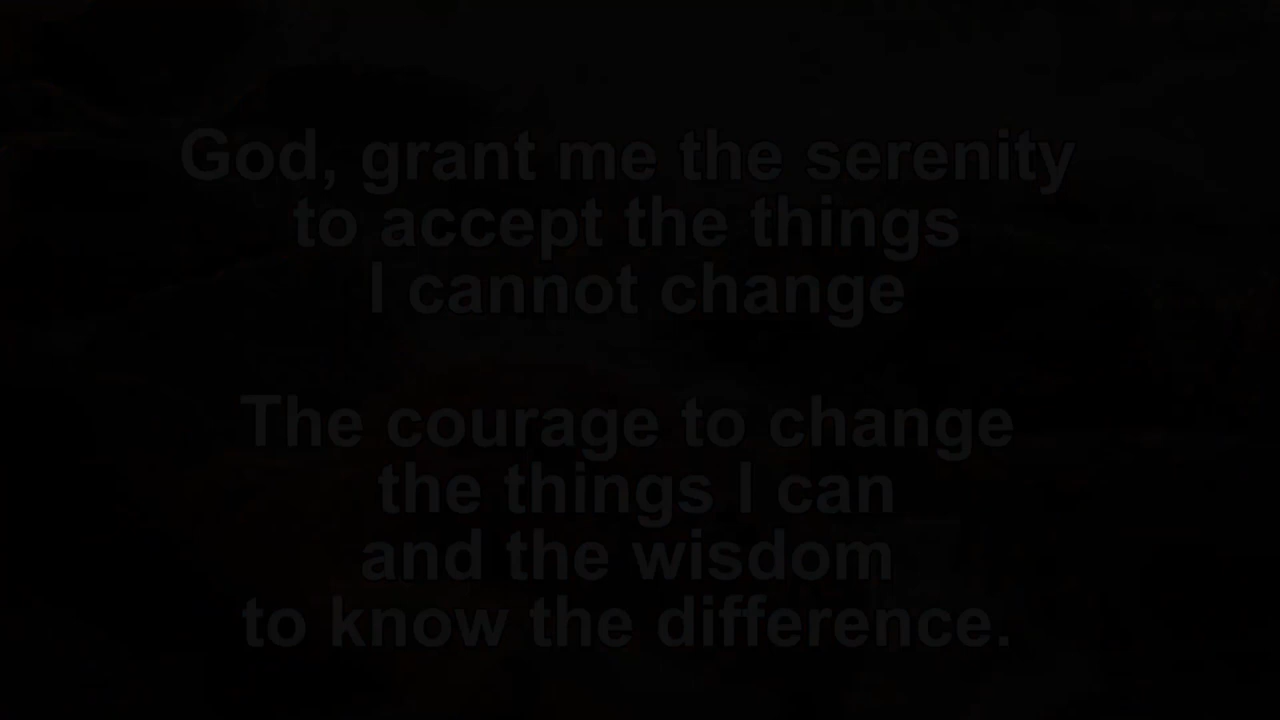 God, grant me the serenity
to accept the things
I cannot change
The courage to change
the things I can
and the wisdom
to know the difference.